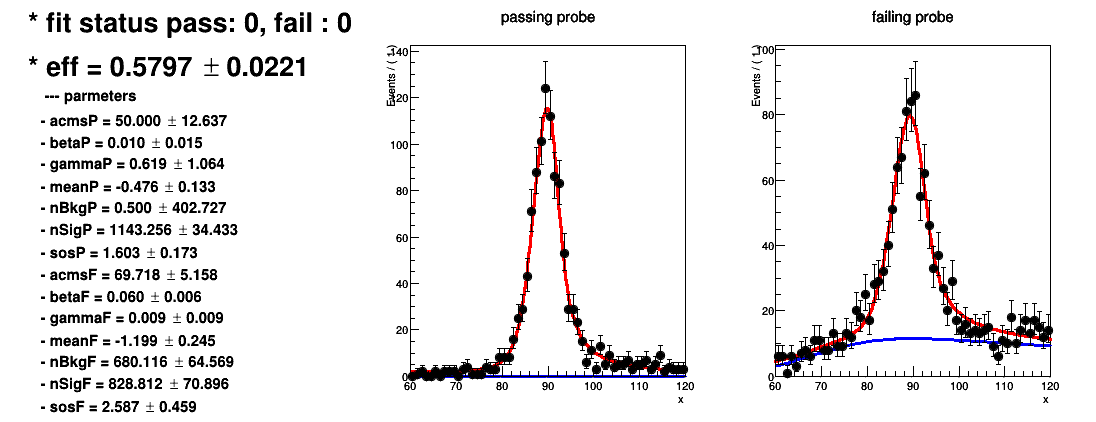 * fit status pass: 0, fail : 0
* eff = 0.5797 ± 0.0221
--- parmeters
- acmsP = 50.000 ± 12.637
- betaP = 0.010 ± 0.015
- gammaP = 0.619 ± 1.064
- meanP = -0.476 ± 0.133
- nBkgP = 0.500 ± 402.727
- nSigP = 1143.256 ± 34.433
- sosP = 1.603 ± 0.173
- acmsF = 69.718 ± 5.158
- betaF = 0.060 ± 0.006
- gammaF = 0.009 ± 0.009
- meanF = -1.199 ± 0.245
- nBkgF = 680.116 ± 64.569
- nSigF = 828.812 ± 70.896
- sosF = 2.587 ± 0.459
passing probe
Events / ( 1 )
140
120
100
80
60
40
20
0
60 70 80 90 100 110 120
x
failing probe
Events / ( 1 )
100
80
60
40
20
0
60 70 80 90 100 110 120
x